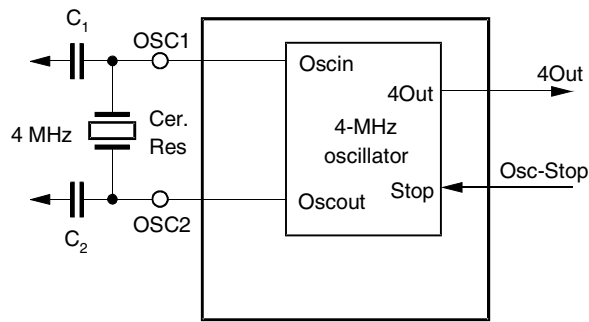 C1
OSC1
Oscin
4Out
4Out
4 MHz
Cer.
Res
4-MHz
oscillator
Osc-Stop
Stop
Oscout
OSC2
C2